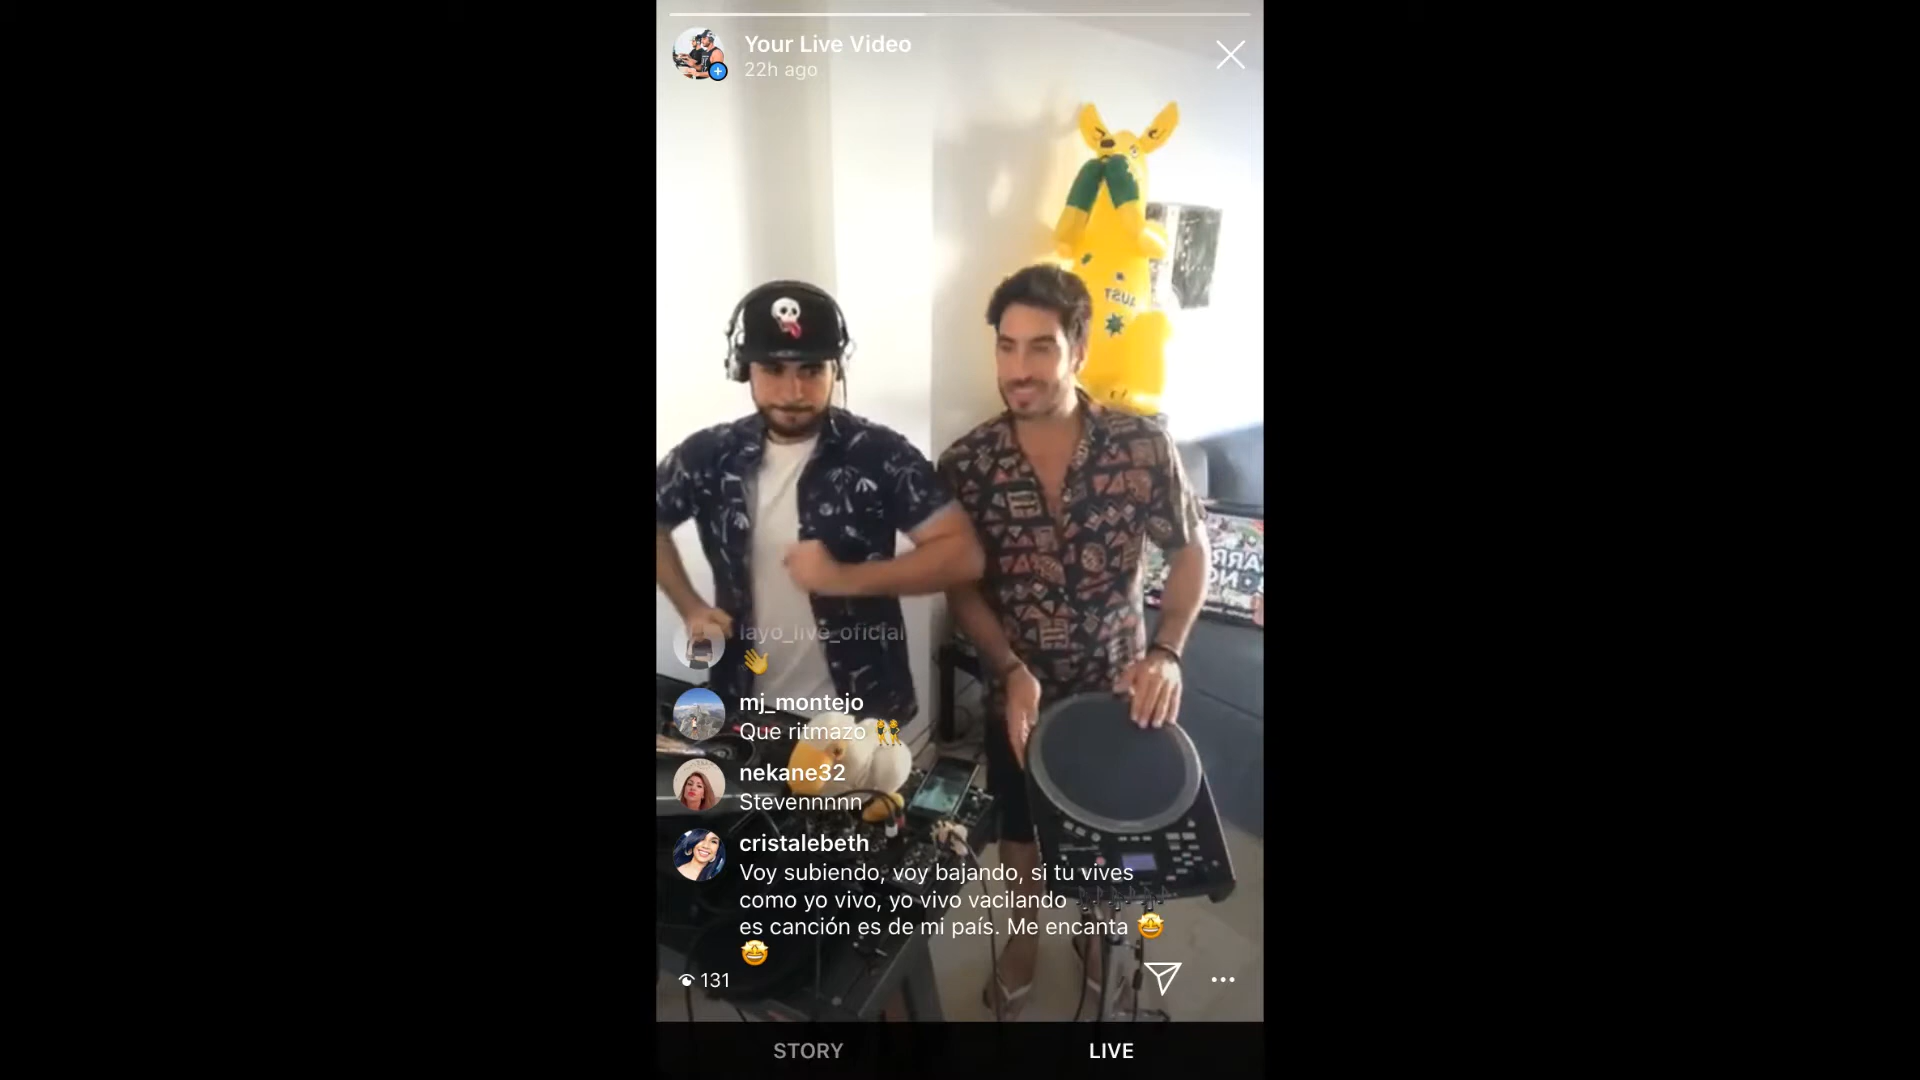 Your Live Video
22h ago
AUST
layo_live_oficial
👋
mj_montejo
Que ritmazo 👯
nekane32
Stevennnnn
cristalebeth
Voy subiendo, voy bajando, si tu vives
como yo vivo, yo vivo vacilando 🎶🎶🎶
es canción es de mi país. Me encanta 🤩
🤩
131
STORY
LIVE